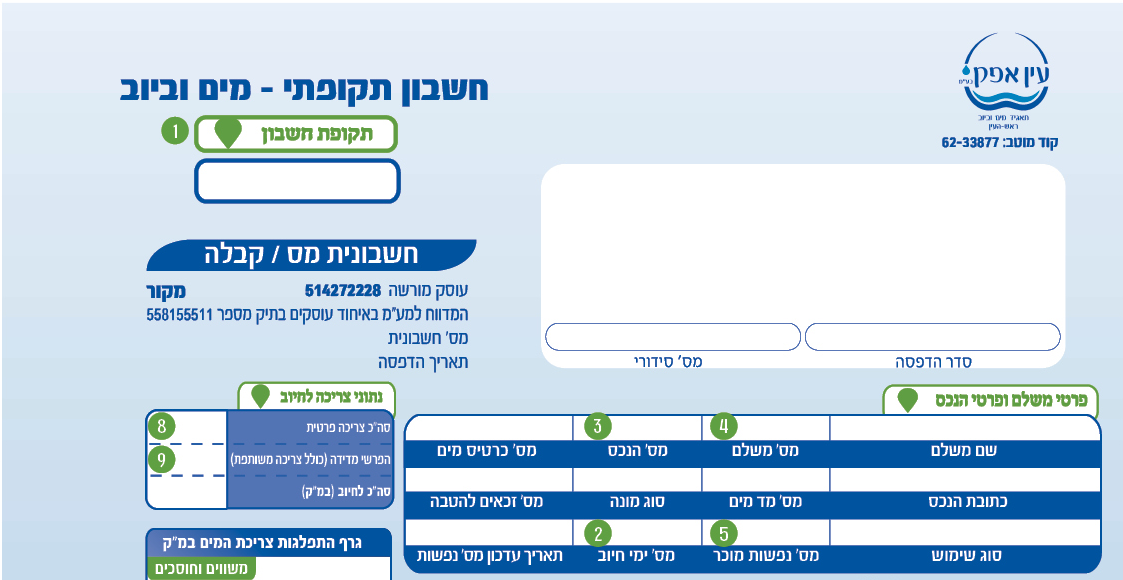 עין אפק בע"מ
תאגיד מים וביוב
ראש-העין
קוד מוטב: 62-33877
חשבון תקופתי - מים וביוב
תקופת חשבון
1
חשבונית מס / קבלה
עוסק מורשה 514272228 מקור
המדווח למע"מ באיחוד עוסקים בתיק מספר 558155511
מס' חשבונית
תאריך הדפסה
סדר הדפסה
מס' סידורי
פרטי משלם ופרטי הנכס
4 3
שם משלם מס' משלם מס' הנכס מס' כרטיס מים
כתובת הנכס מס' מד מים סוג מונה מס' זכאים להטבה
5 2
סוג שימוש מס' נפשות מוכר מס' ימי חיוב תאריך עדכון מס' נפשות
נתוני צריכה לחיוב
סה"כ צריכה פרטית 8
הפרשי מדידה (כולל צריכה משותפת) 9
סה"כ לחיוב (במ"ק)
גרף התפלגות צריכת המים במ"ק
משווים וחוסכים